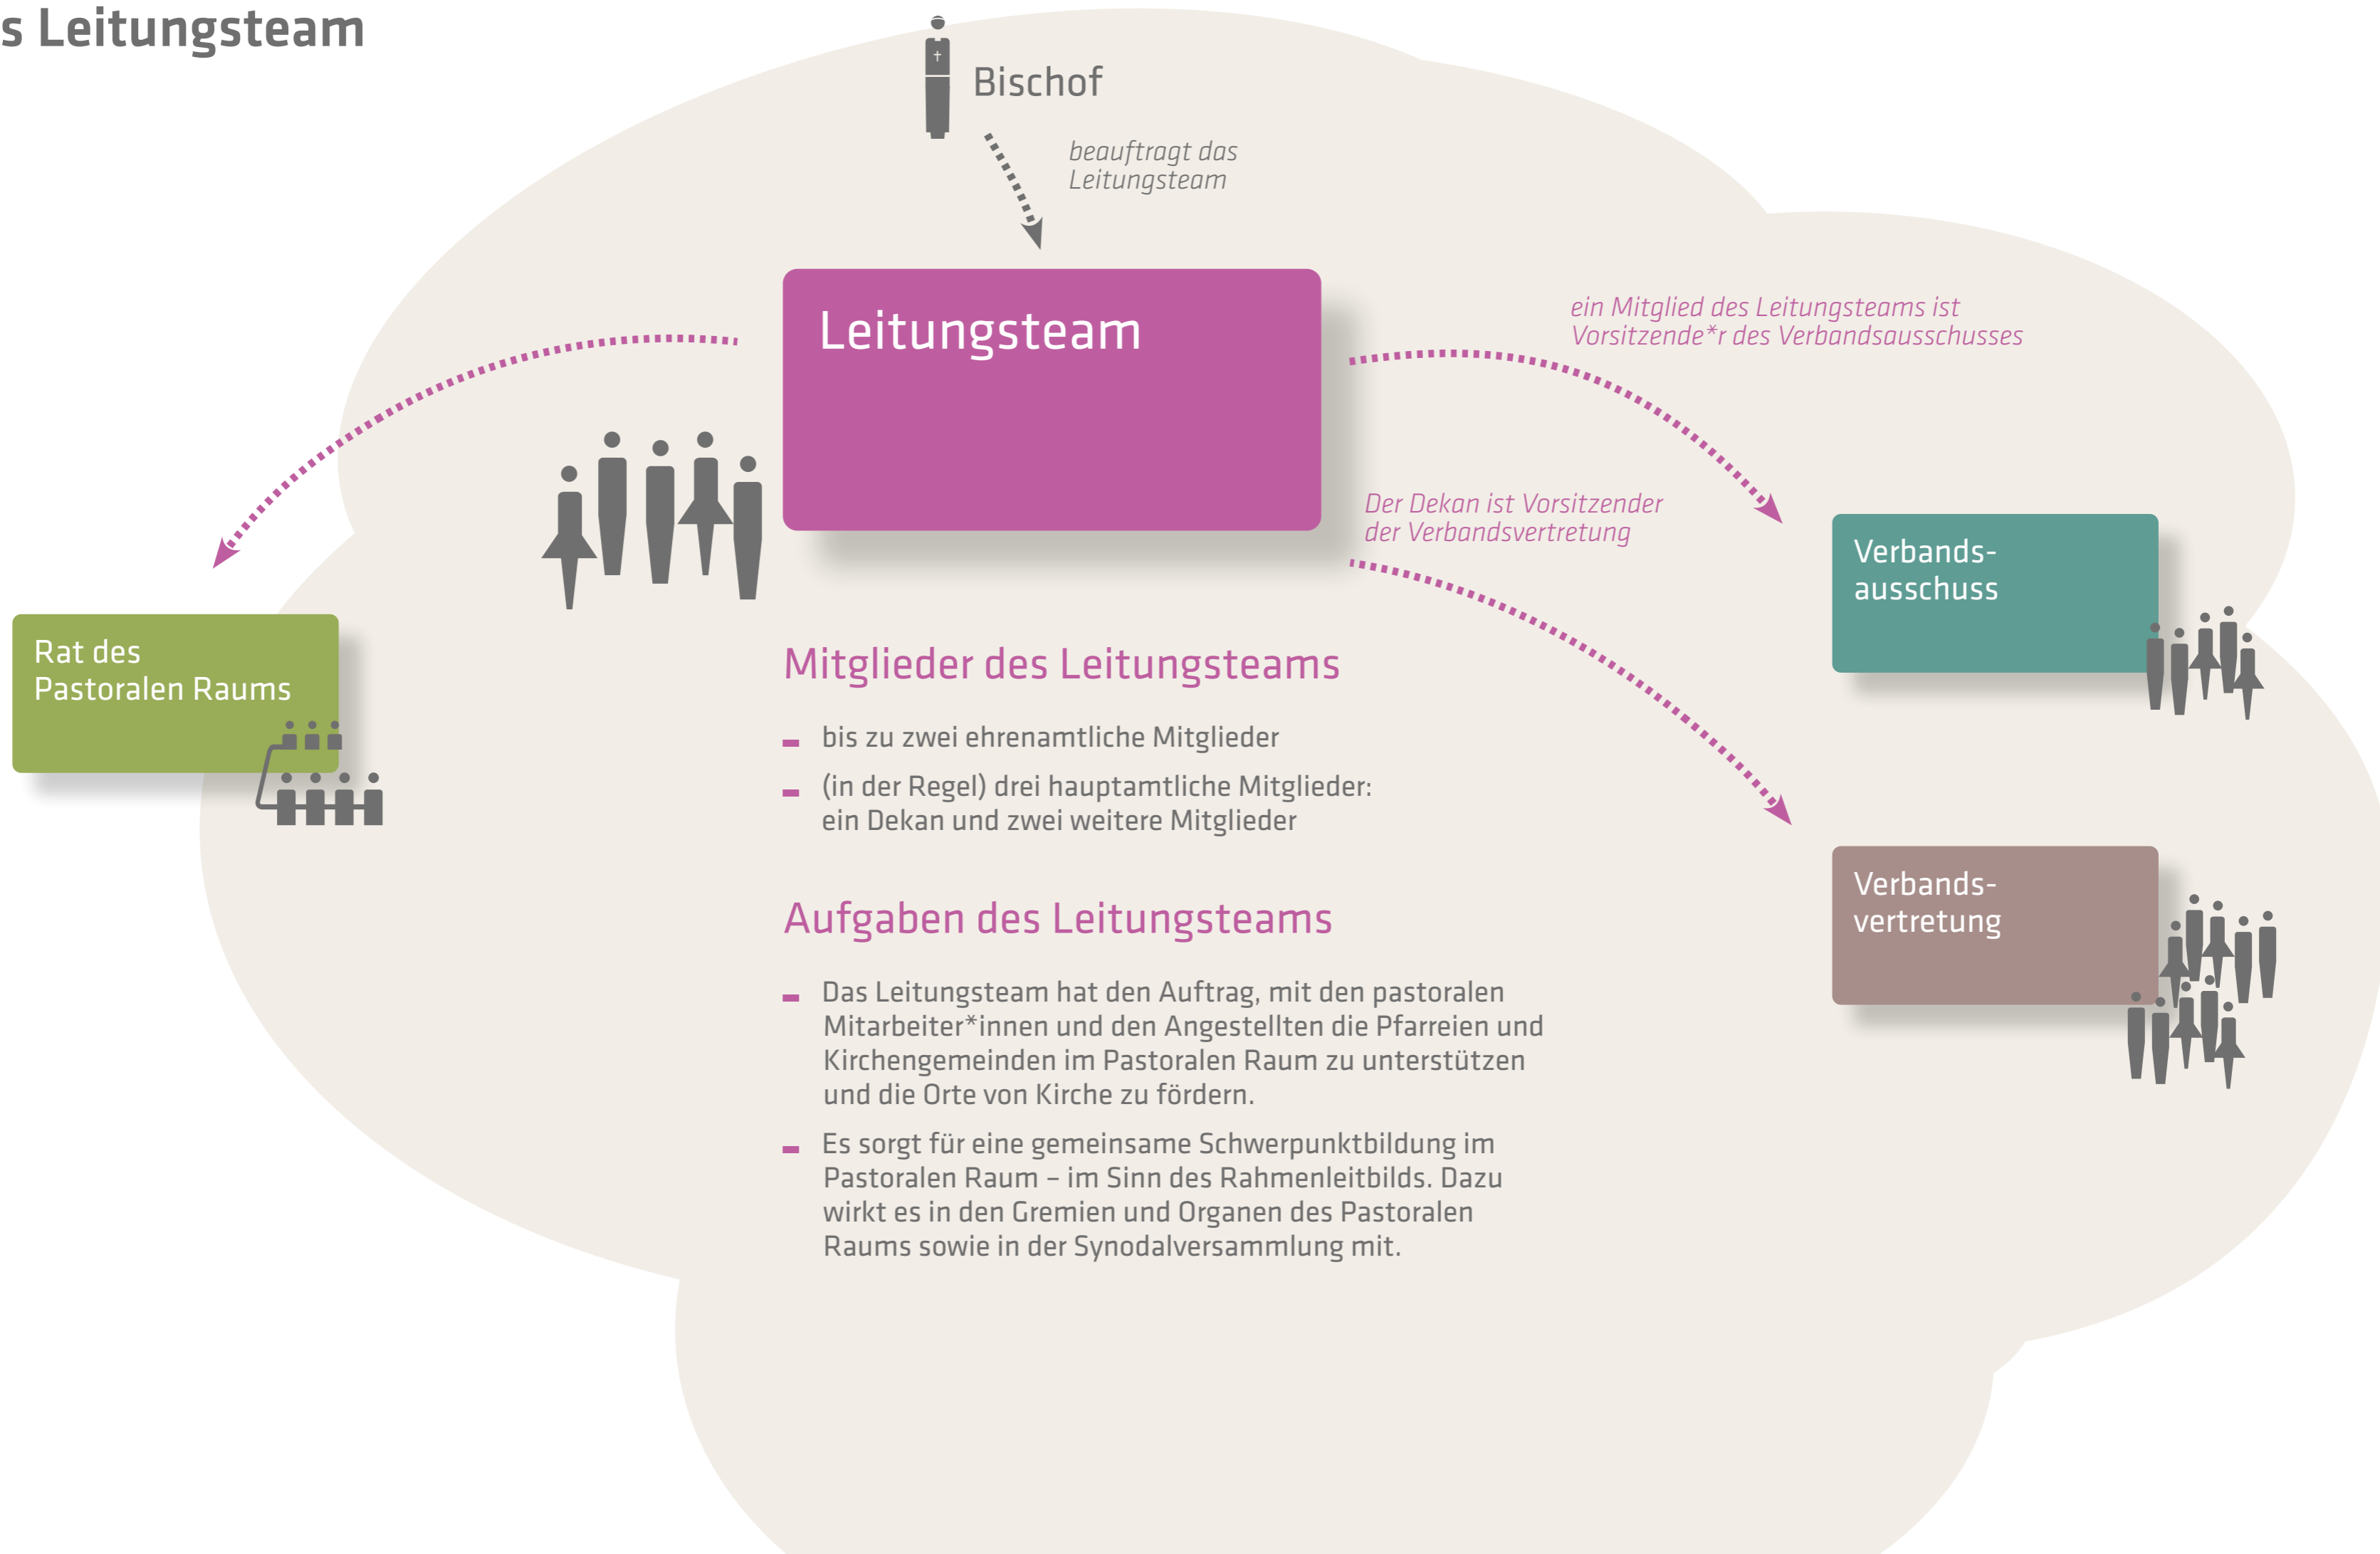 s Leitungsteam
Bischof
beauftragt das
Leitungsteam
Leitungsteam
ein Mitglied des Leitungsteams ist
Vorsitzende*r des Verbandsausschusses
Der Dekan ist Vorsitzender
der Verbandsvertretung
Verbands-
ausschuss
Rat des
Pastoralen Raums
Mitglieder des Leitungsteams
bis zu zwei ehrenamtliche Mitglieder
(in der Regel) drei hauptamtliche Mitglieder:
ein Dekan und zwei weitere Mitglieder
Verbands-
vertretung
Aufgaben des Leitungsteams
Das Leitungsteam hat den Auftrag, mit den pastoralen
Mitarbeiter*innen und den Angestellten die Pfarreien und
Kirchengemeinden im Pastoralen Raum zu unterstützen
und die Orte von Kirche zu fördern.
Es sorgt für eine gemeinsame Schwerpunktbildung im
Pastoralen Raum – im Sinn des Rahmenleitbilds. Dazu
wirkt es in den Gremien und Organen des Pastoralen
Raums sowie in der Synodalversammlung mit.